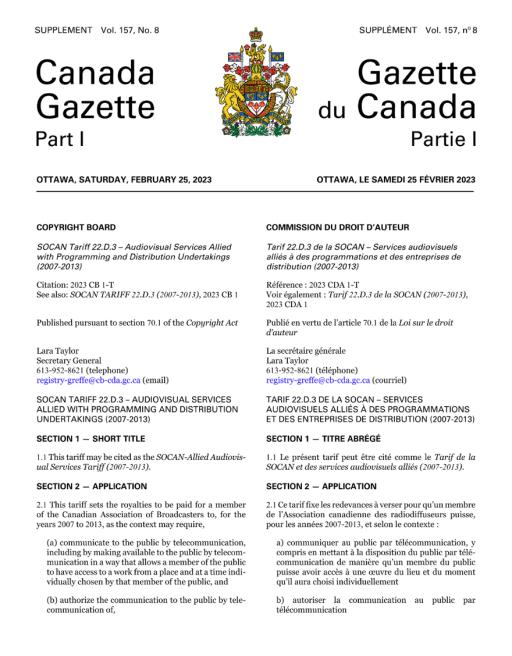 SUPPLEMENT Vol. 157, No. 8
SUPPLÉMENT Vol. 157, nº 8
Canada
Gazette
Part I
Gazette
du Canada
Partie I
OTTAWA, SATURDAY, FEBRUARY 25, 2023
OTTAWA, LE SAMEDI 25 FÉVRIER 2023
COPYRIGHT BOARD
SOCAN Tariff 22.D.3 – Audiovisual Services Allied
with Programming and Distribution Undertakings
(2007-2013)
Citation: 2023 CB 1-T
See also: SOCAN TARIFF 22.D.3 (2007-2013), 2023 CB 1
Published pursuant to section 70.1 of the Copyright Act
Lara Taylor
Secretary General
613-952-8621 (telephone)
registry-greffe@cb-cda.gc.ca (email)
SOCAN TARIFF 22.D.3 – AUDIOVISUAL SERVICES
ALLIED WITH PROGRAMMING AND DISTRIBUTION
UNDERTAKINGS (2007-2013)
SECTION 1 — SHORT TITLE
1.1 This tariff may be cited as the SOCAN-Allied Audiovis-
ual Services Tariff (2007-2013).
SECTION 2 — APPLICATION
2.1 This tariff sets the royalties to be paid for a member
of the Canadian Association of Broadcasters to, for the
years 2007 to 2013, as the context may require,
(a) communicate to the public by telecommunication,
including by making available to the public by telecom-
munication in a way that allows a member of the public
to have access to a work from a place and at a time indi-
vidually chosen by that member of the public, and
(b) authorize the communication to the public by tele-
communication of,
COMMISSION DU DROIT D'AUTEUR
Tarif 22.D.3 de la SOCAN – Services audiovisuels
alliés à des programmations et des entreprises de
distribution (2007-2013)
Référence : 2023 CDA 1-T
Voir également : Tarif 22.D.3 de la SOCAN (2007-2013),
2023 CDA 1
Publié en vertu de l'article 70.1 de la Loi sur le droit
d'auteur
La secrétaire générale
Lara Taylor
613-952-8621 (téléphone)
registry-greffe@cb-cda.gc.ca (courriel)
TARIF 22.D.3 DE LA SOCAN – SERVICES
AUDIOVISUELS ALLIÉS À DES PROGRAMMATIONS
ET DES ENTREPRISES DE DISTRIBUTION (2007-2013)
SECTION 1 — TITRE ABRÉGÉ
1.1 Le présent tarif peut être cité comme le Tarif de la
SOCAN et des services audiovisuels alliés (2007-2013).
SECTION 2 — APPLICATION
2.1 Ce tarif fixe les redevances à verser pour qu'un membre
de l'Association canadienne des radiodiffuseurs puisse,
pour les années 2007-2013, et selon le contexte :
a) communiquer au public par télécommunication, y
compris en mettant à la disposition du public par télé-
communication de manière qu'un membre du public
puisse avoir accès à une œuvre du lieu et du moment
qu'il aura choisi individuellement
b) autoriser la communication au public par
télécommunication